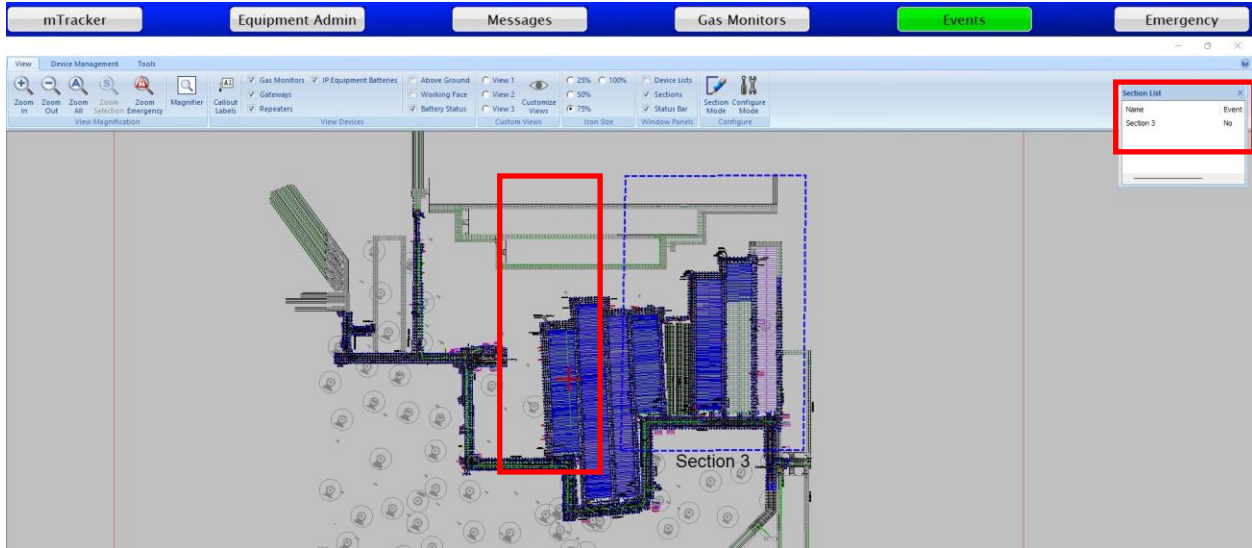 mTracker Equipment Admin Messages Gas Monitors Events Emergency
View Device Management Tools
Zoom In
Zoom Out
Zoom All
Zoom Selection
Zoom Emergency
View Magnification
Magnifier
Callout Labels
Gas Monitors IP Equipment Batteries
Gateways
Repeaters
Above Ground
Working Face
Battery Status
View Devices
View 1
View 2
View 3
Customize Views
Custom Views
25% 100%
50%
75%
Icon Size
Device Lists
Sections
Status Bar
Window Panels
Section Mode
Configure Mode
Configure
Section List
Name Event
Section 3 No
Section 3